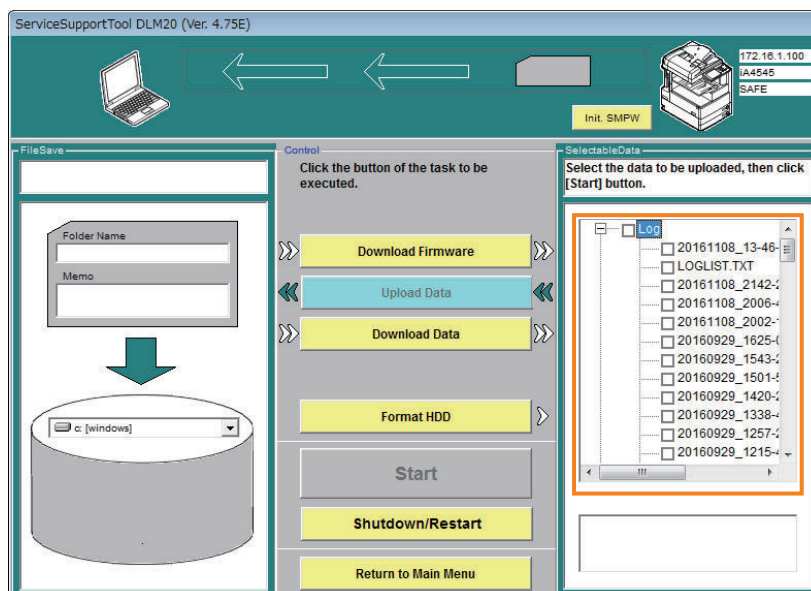 ServiceSupportTool DLM20 (Ver. 4.75E)
172.16.1.100
iA4545
SAFE
Init. SMPW
FileSave
Control
SelectableData
Click the button of the task to be
executed.
Select the data to be uploaded, then click
[Start] button.
Folder Name
Memo
c: [windows]
Download Firmware
Upload Data
Download Data
Format HDD
Start
Shutdown/Restart
Return to Main Menu
Log
20161108_13-46-
LOGLIST.TXT
20161108_2142-2
20161108_2006-4
20161108_2002-1
20160929_1625-0
20160929_1543-2
20160929_1501-5
20160929_1420-2
20160929_1338-4
20160929_1257-2
20160929_1215-4